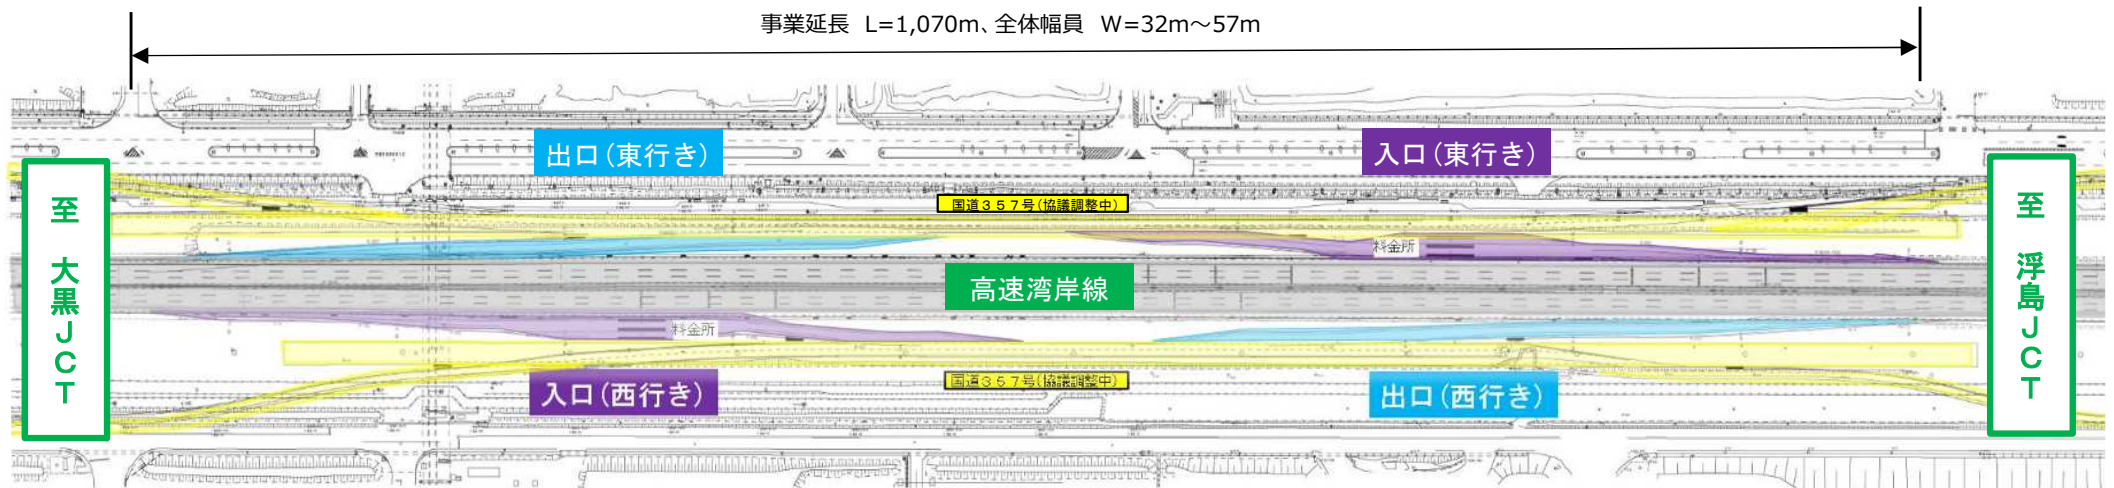 事業延長 L=1,070m、全体幅員 W=32m～57m
出口(東行き)
入口(東行き)
至 大黒JCT
国道357号(協議調整中)
至 浮島JCT
料金所
高速湾岸線
料金所
国道357号(協議調整中)
入口(西行き)
出口(西行き)